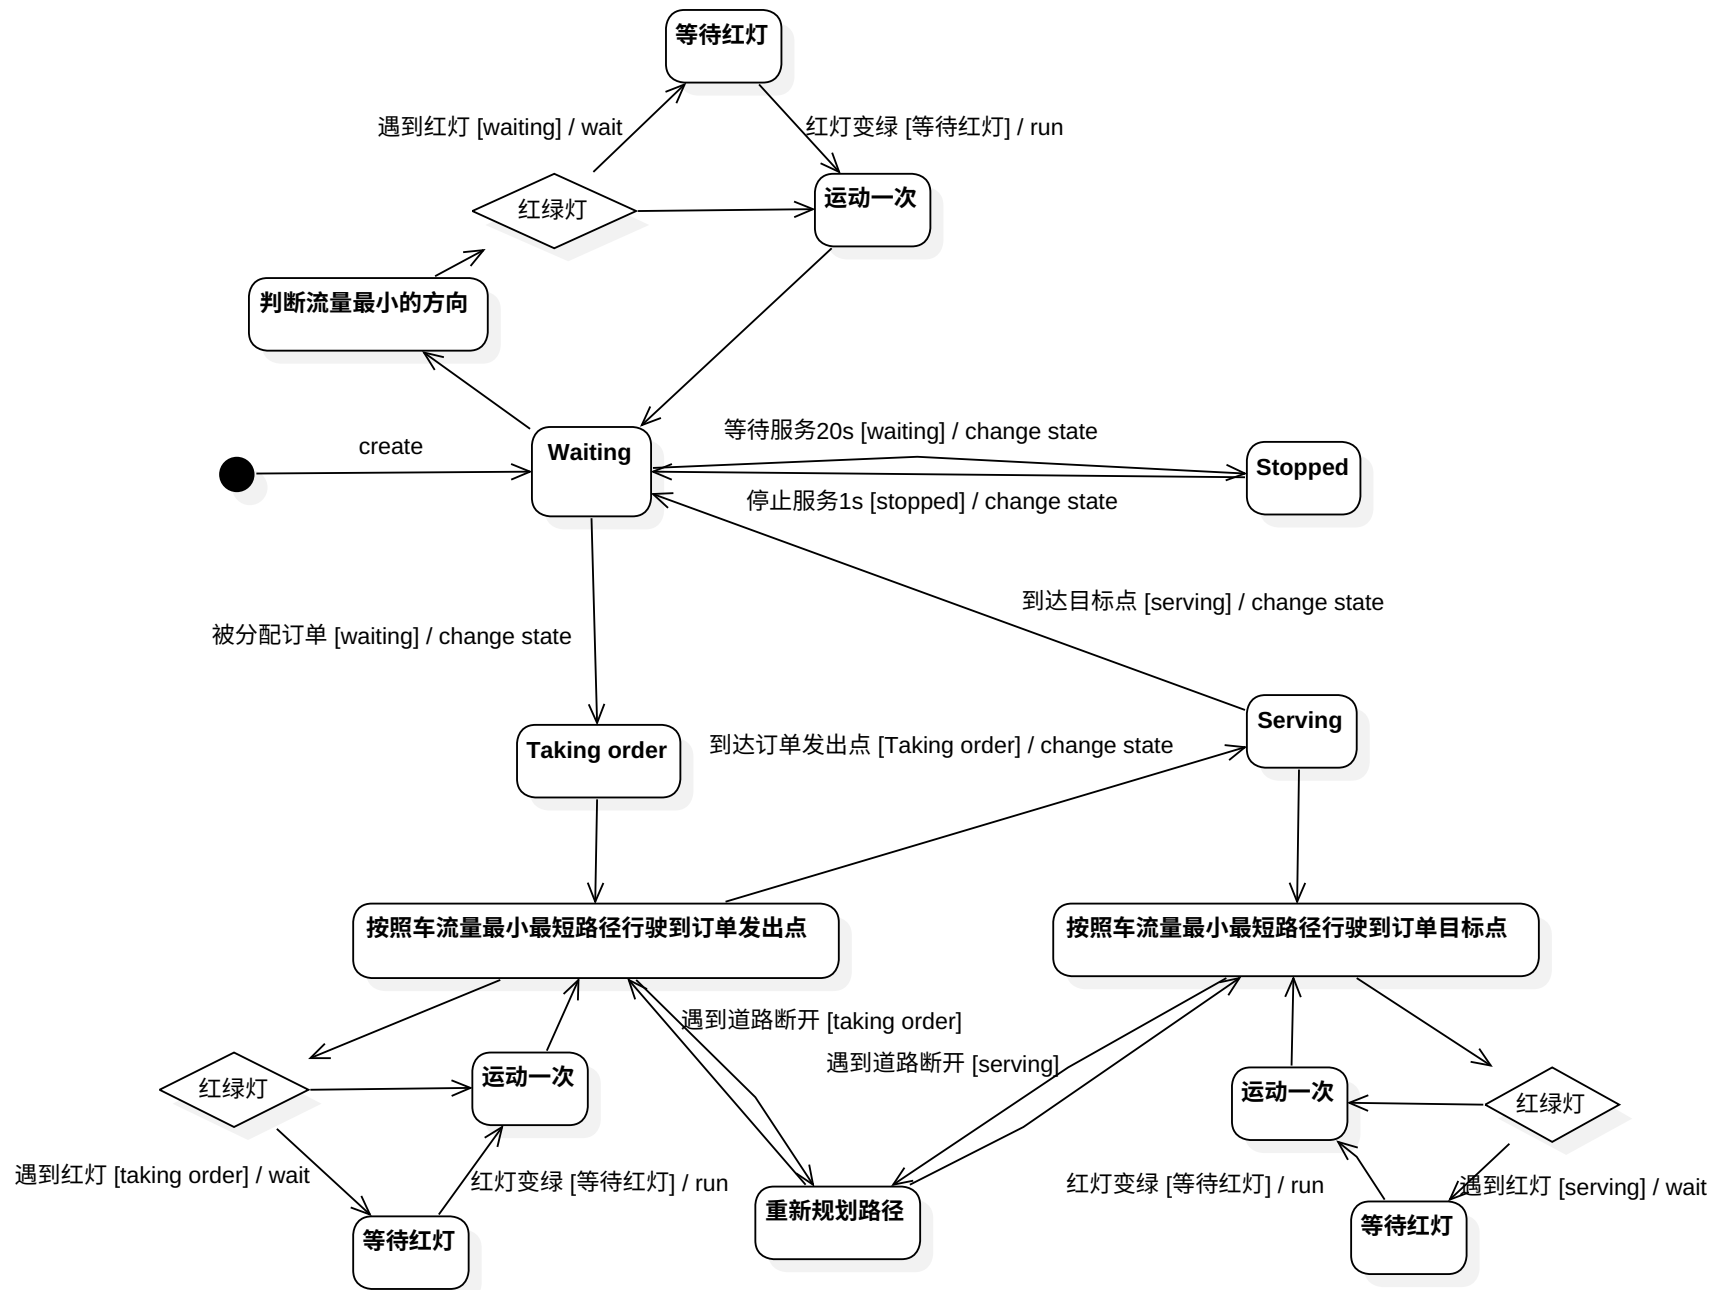 等待红灯
遇到红灯 [waiting] / wait
红灯变绿 [等待红灯] / run
红绿灯
运动一次
判断流量最小的方向
create
Waiting
等待服务20s [waiting] / change state
Stopped
停止服务1s [stopped] / change state
到达目标点 [serving] / change state
被分配订单 [waiting] / change state
Taking order
到达订单发出点 [Taking order] / change state
Serving
按照车流量最小最短路径行驶到订单发出点
按照车流量最小最短路径行驶到订单目标点
遇到道路断开 [taking order]
遇到道路断开 [serving]
红绿灯
运动一次
运动一次
红绿灯
遇到红灯 [taking order] / wait
红灯变绿 [等待红灯] / run
红灯变绿 [等待红灯] / run
遇到红灯 [serving] / wait
重新规划路径
等待红灯
等待红灯